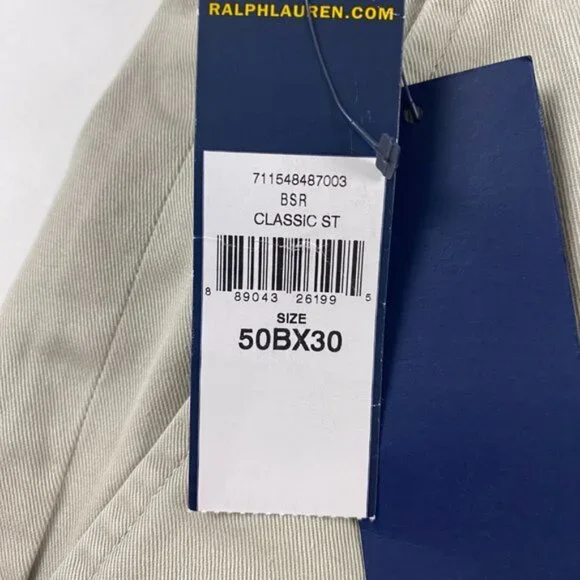 RALPHLAUREN.COM
711548487003
BSR
CLASSIC ST
8 89043 26199 5
SIZE
50BX30